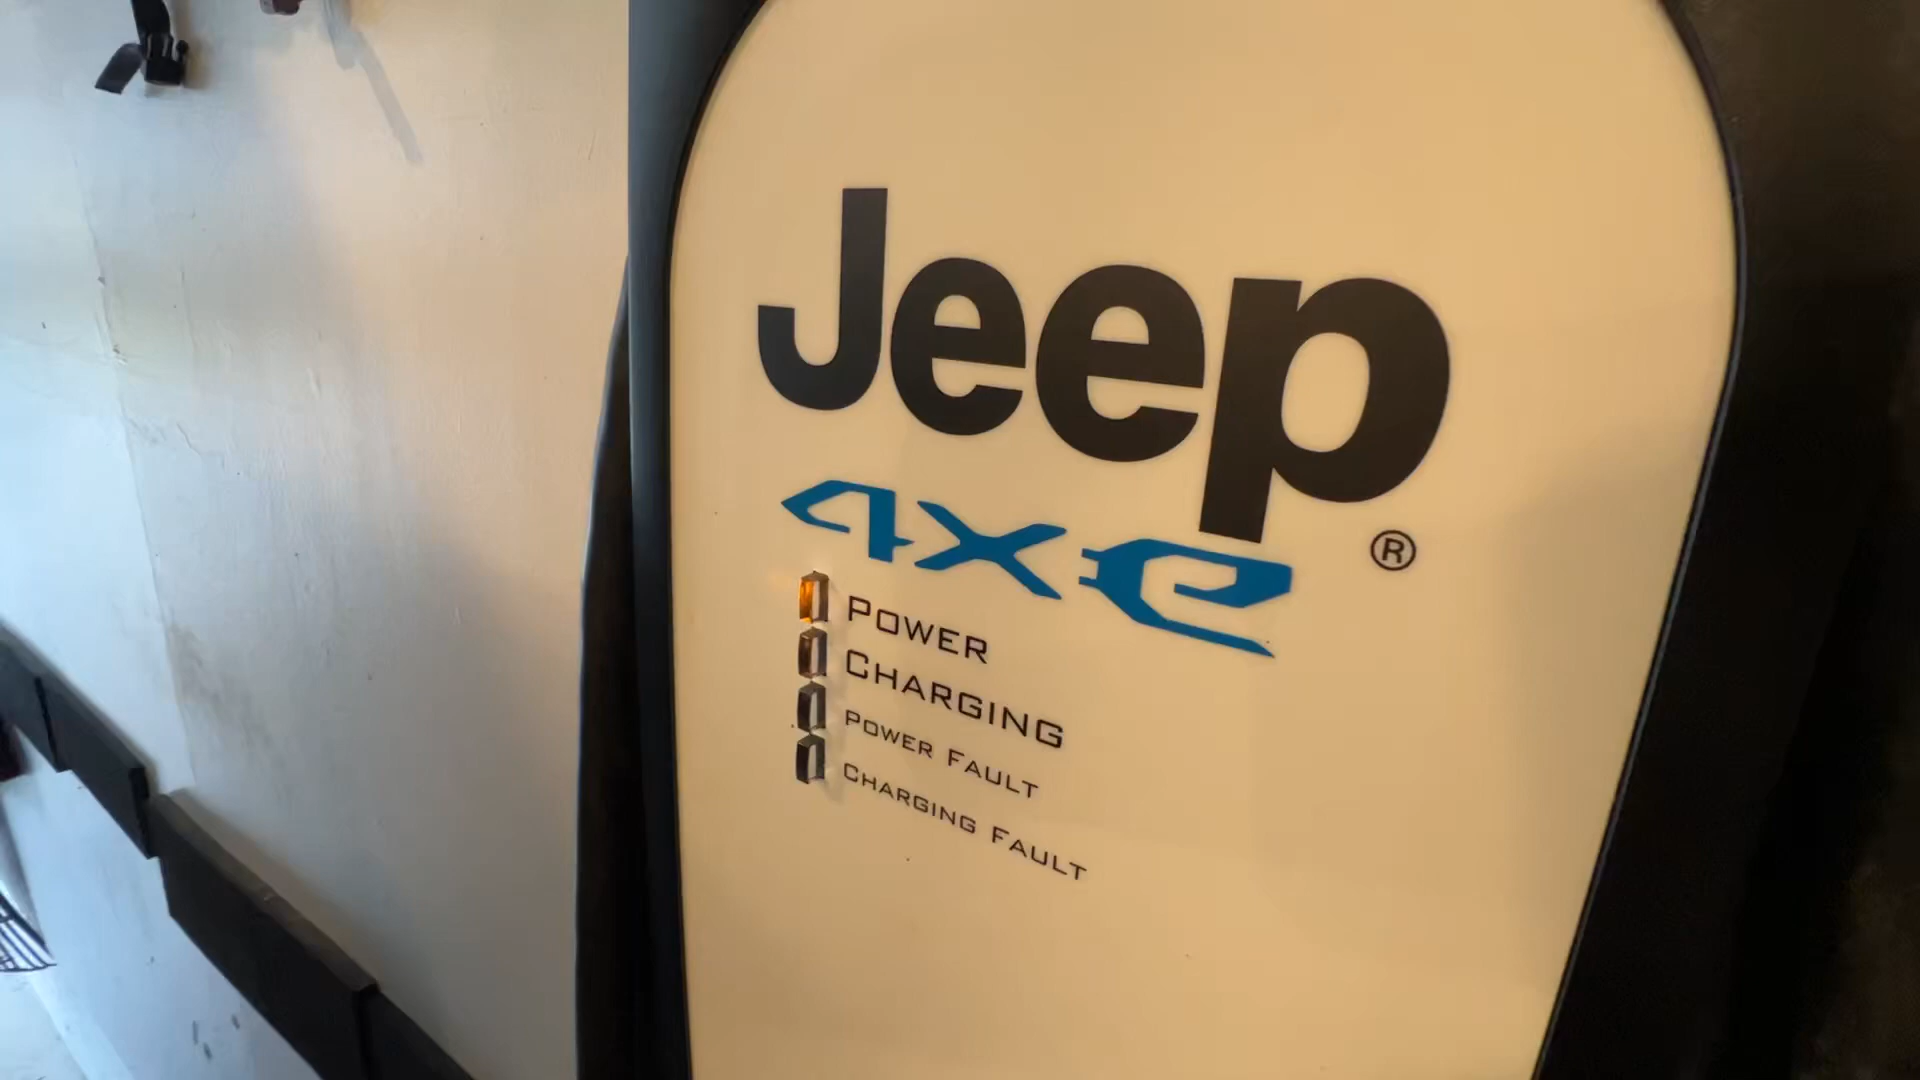 Jeep
®
4xe
POWER
CHARGING
POWER FAULT
CHARGING FAULT